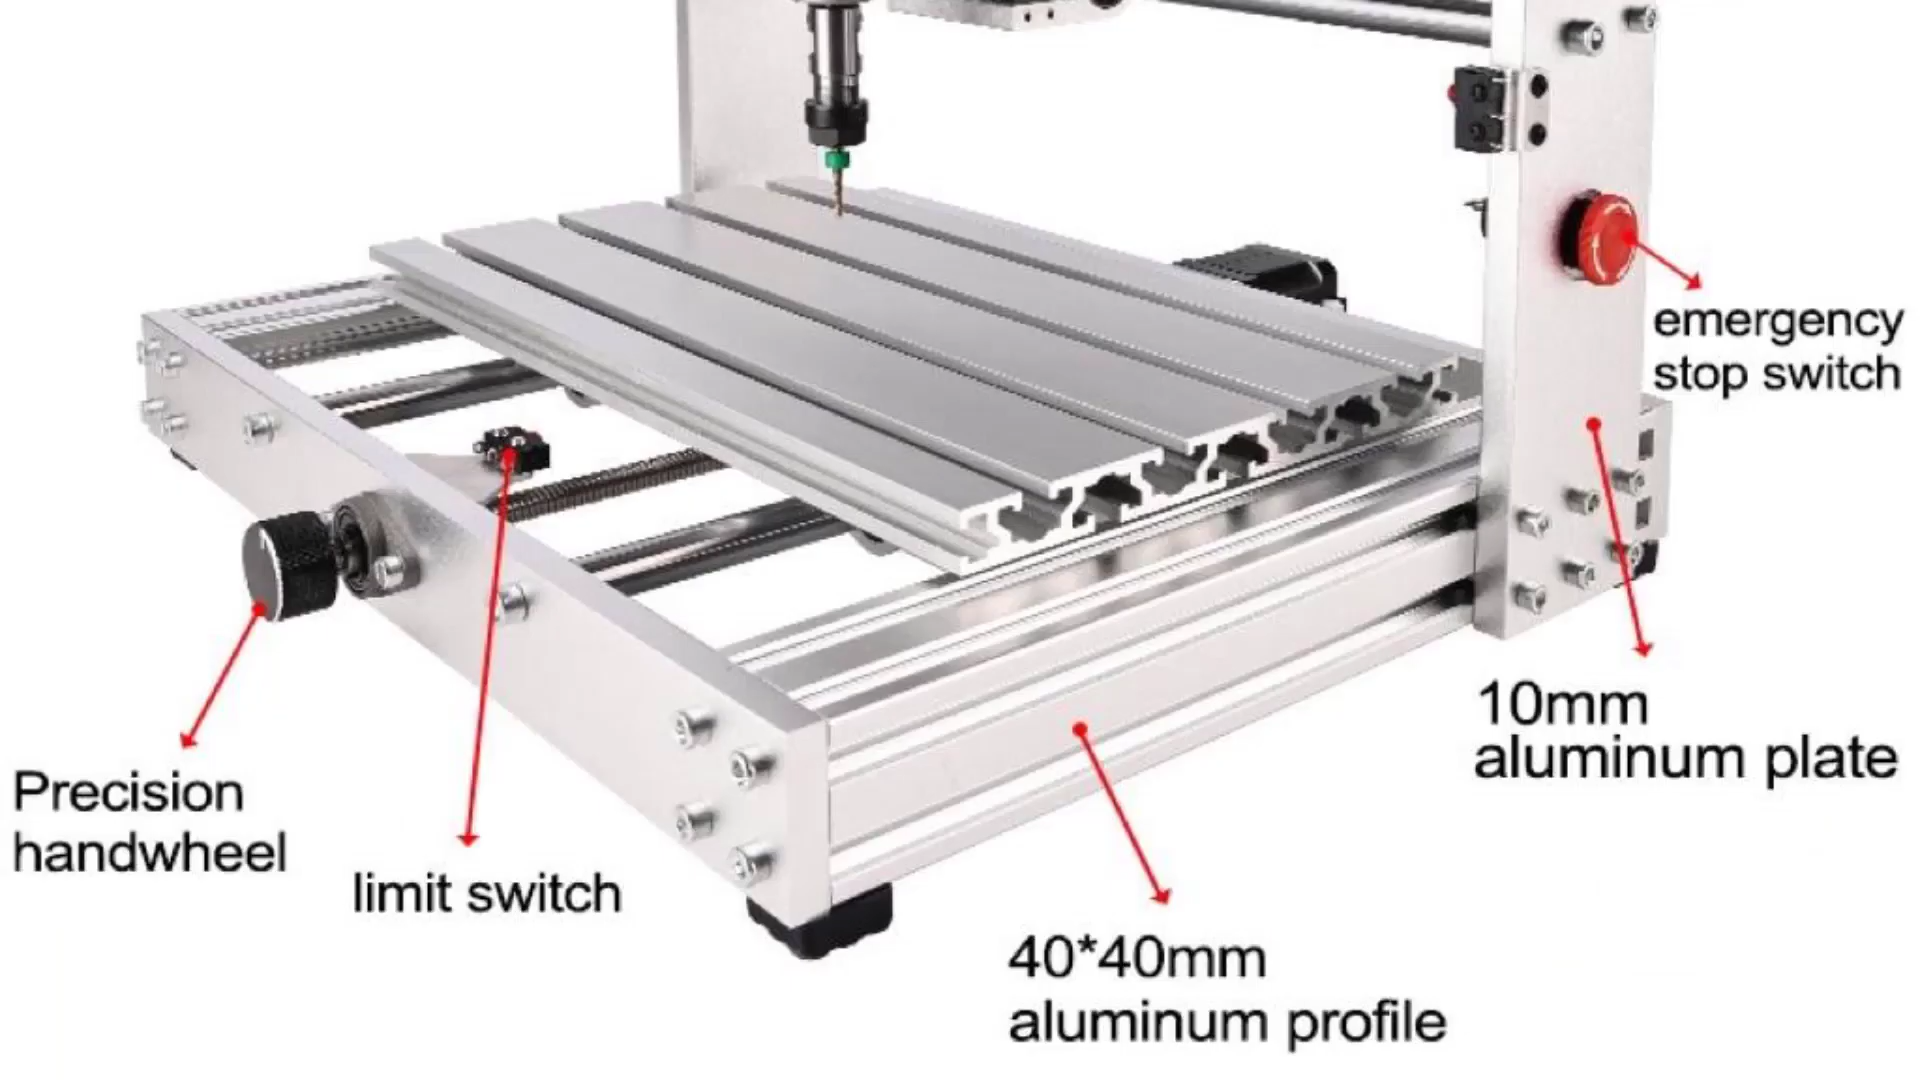 emergency
stop switch
10mm
aluminum plate
Precision
handwheel
limit switch
40*40mm
aluminum profile